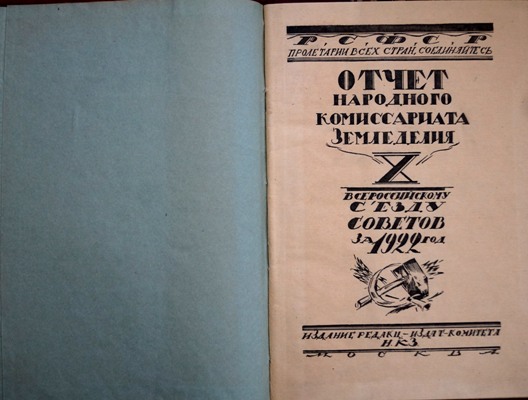 Р.С.Ф.С.Р.
ПРОЛЕТАРИИ ВСЕХ СТРАН, СОЕДИНЯЙТЕСЬ
ОТЧЕТ
НАРОДНОГО
КОМИССАРИАТА
ЗЕМЛЕДЕЛИЯ
X
ВСЕРОССИЙСКОМУ
С'ЕЗДУ
СОВЕТОВ
За 1922 год
ИЗДАНИЕ, РЕДАКЦ-ИЗДАТ-КОМИТЕТА
НКЗ
МОСКВА